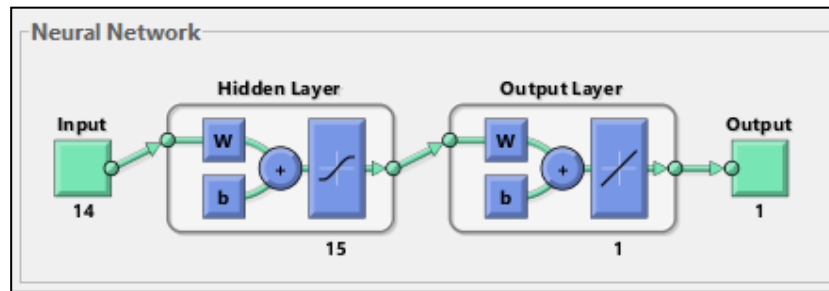 Neural Network
Hidden Layer
Output Layer
Input
Output
W
W
+
+
b
b
14
15
1
1